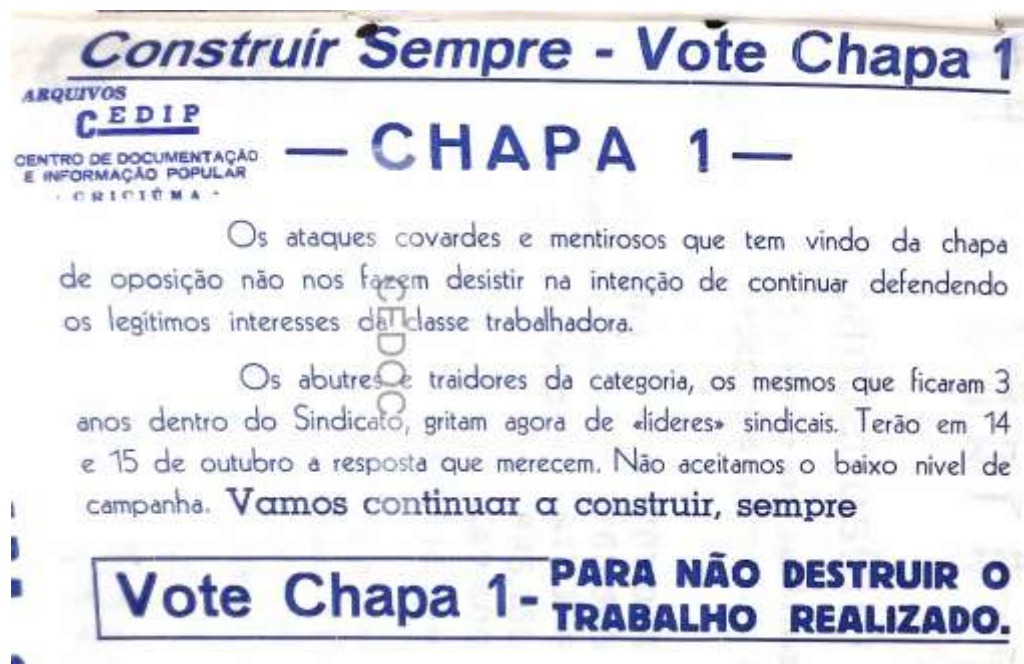 Construir Sempre - Vote Chapa 1
ARQUIVOS
CEDIP
CENTRO DE DOCUMENTAÇÃO
E INFORMAÇÃO POPULAR
- CRICIÚMA -
— CHAPA 1 —
Os ataques covardes e mentirosos que tem vindo da chapa
de oposição não nos fazem desistir na intenção de continuar defendendo
os legítimos interesses da classe trabalhadora.
CEDOC
Os abutres e traidores da categoria, os mesmos que ficaram 3
anos dentro do Sindicato, gritam agora de «lideres» sindicais. Terão em 14
e 15 de outubro a resposta que merecem. Não aceitamos o baixo nivel de
campanha. Vamos continuar a construir, sempre
Vote Chapa 1- PARA NÃO DESTRUIR O
TRABALHO REALIZADO.